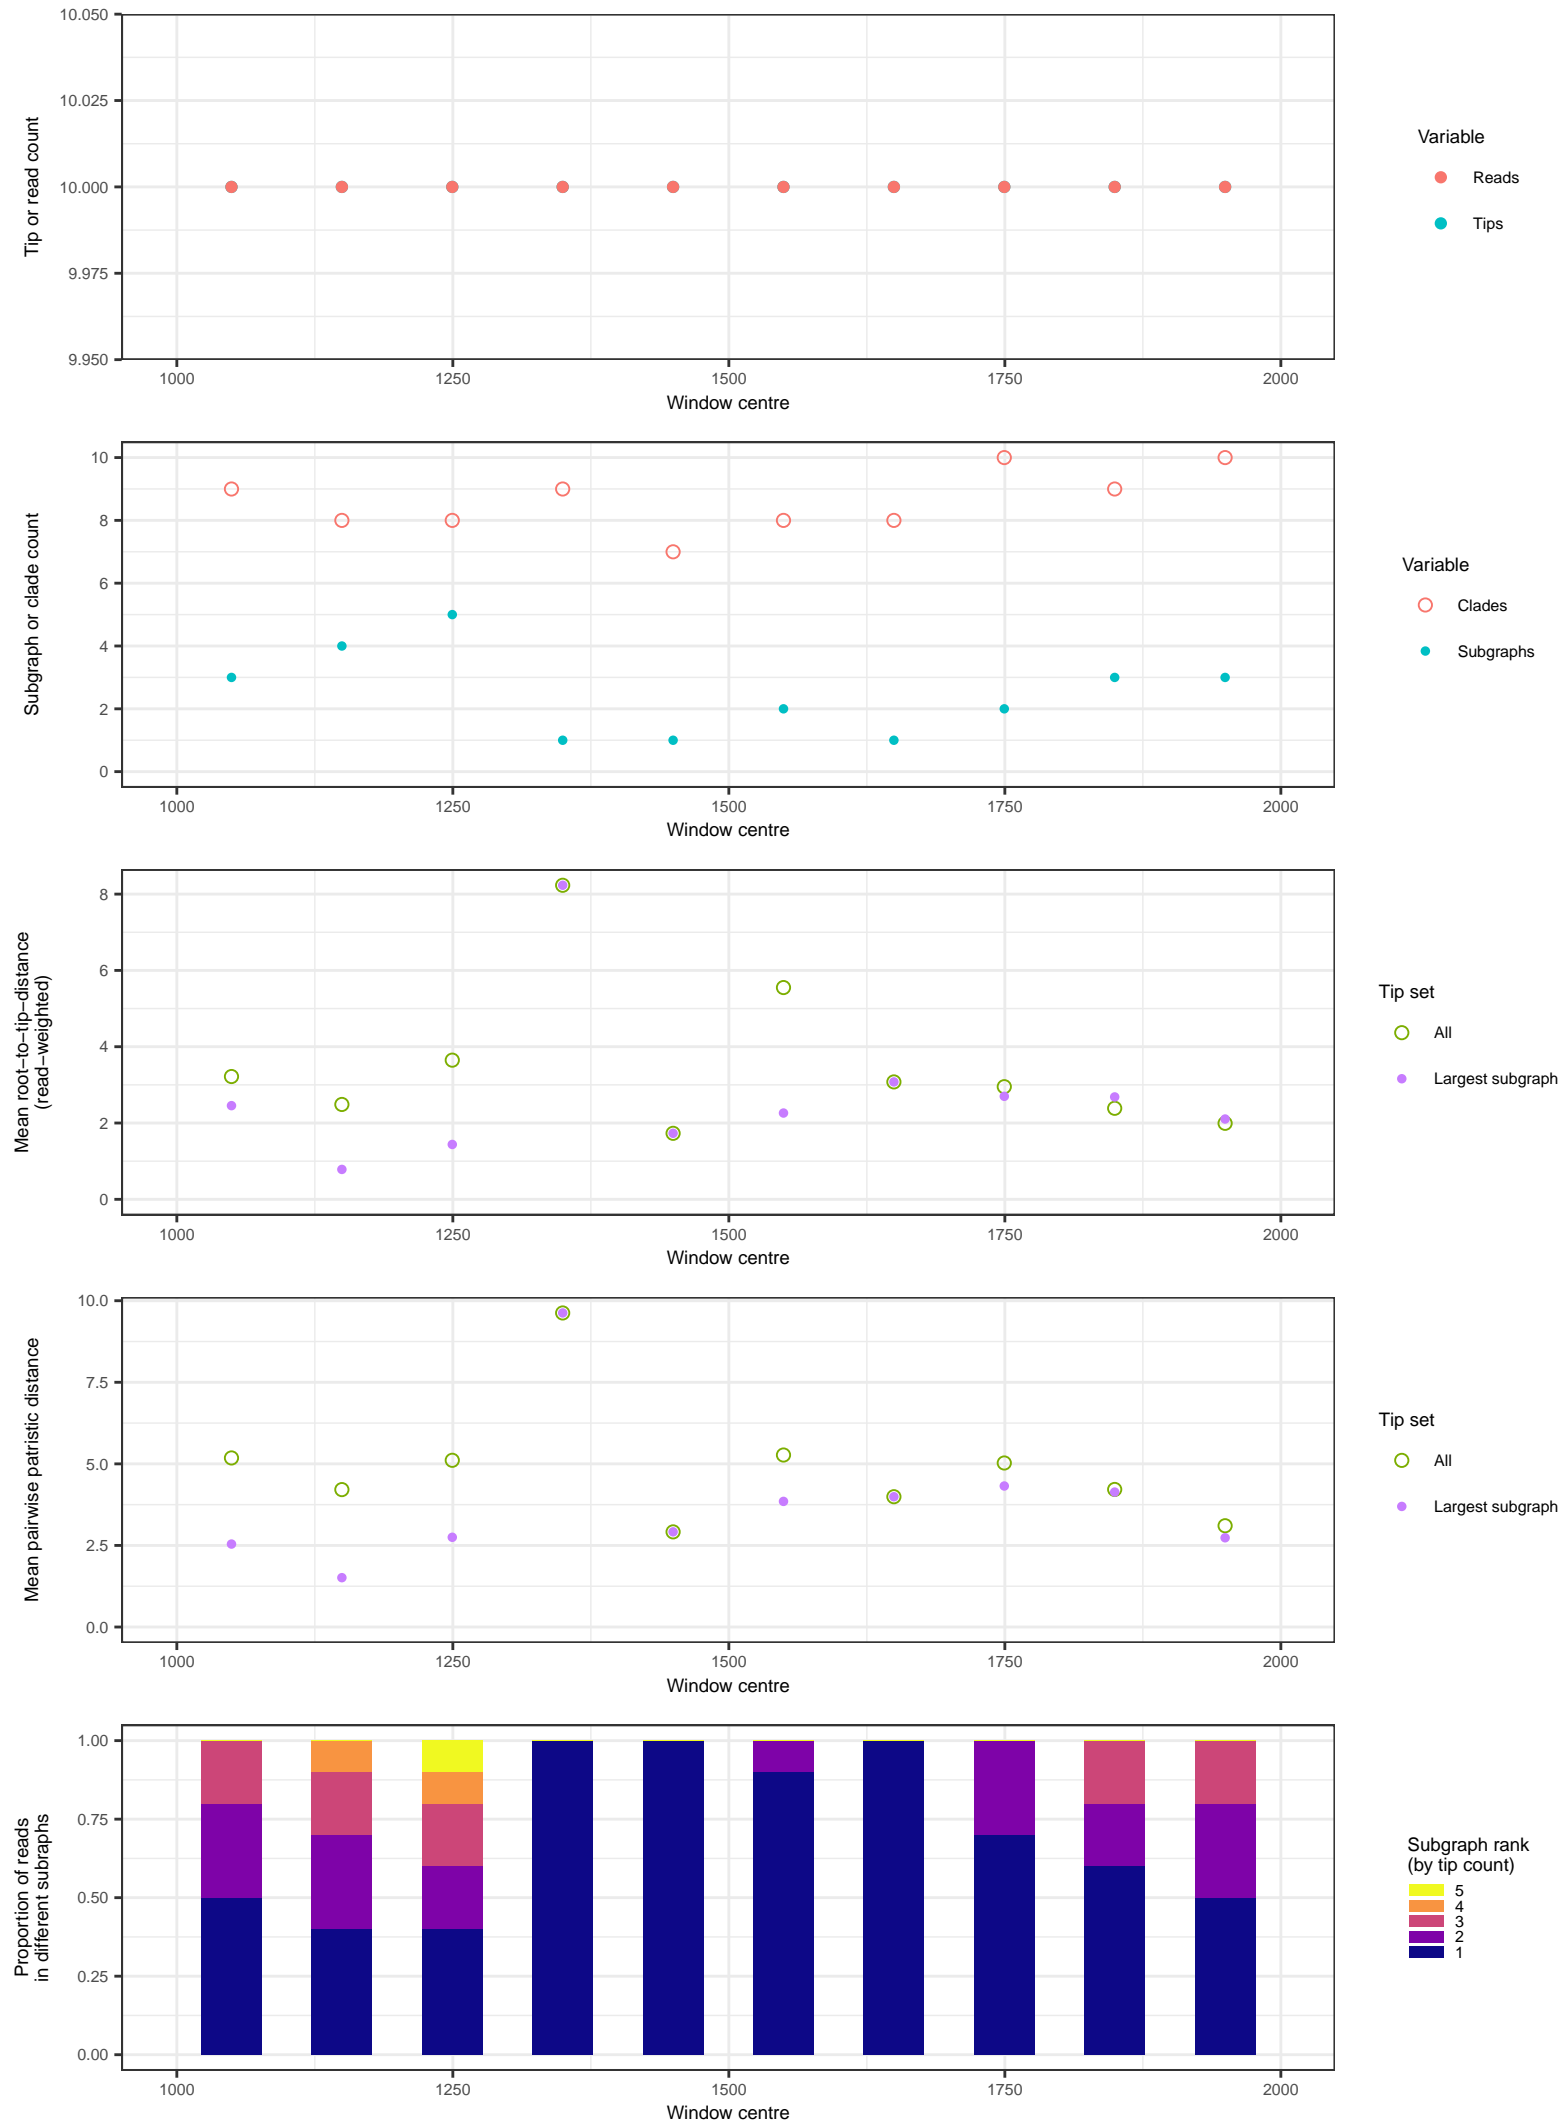 10.050
10.025
10.000
9.975
9.950
Tip or read count
1000 1250 1500 1750 2000
Window centre
Variable
Reads
Tips
10
8
6
4
2
0
Subgraph or clade count
1000 1250 1500 1750 2000
Window centre
Variable
Clades
Subgraphs
8
6
4
2
0
Mean root−to−tip−distance
(read−weighted)
1000 1250 1500 1750 2000
Window centre
Tip set
All
Largest subgraph
10.0
7.5
5.0
2.5
0.0
Mean pairwise patristic distance
1000 1250 1500 1750 2000
Window centre
Tip set
All
Largest subgraph
1.00
0.75
0.50
0.25
0.00
Proportion of reads
in different subraphs
1000 1250 1500 1750 2000
Window centre
Subgraph rank
(by tip count)
5
4
3
2
1